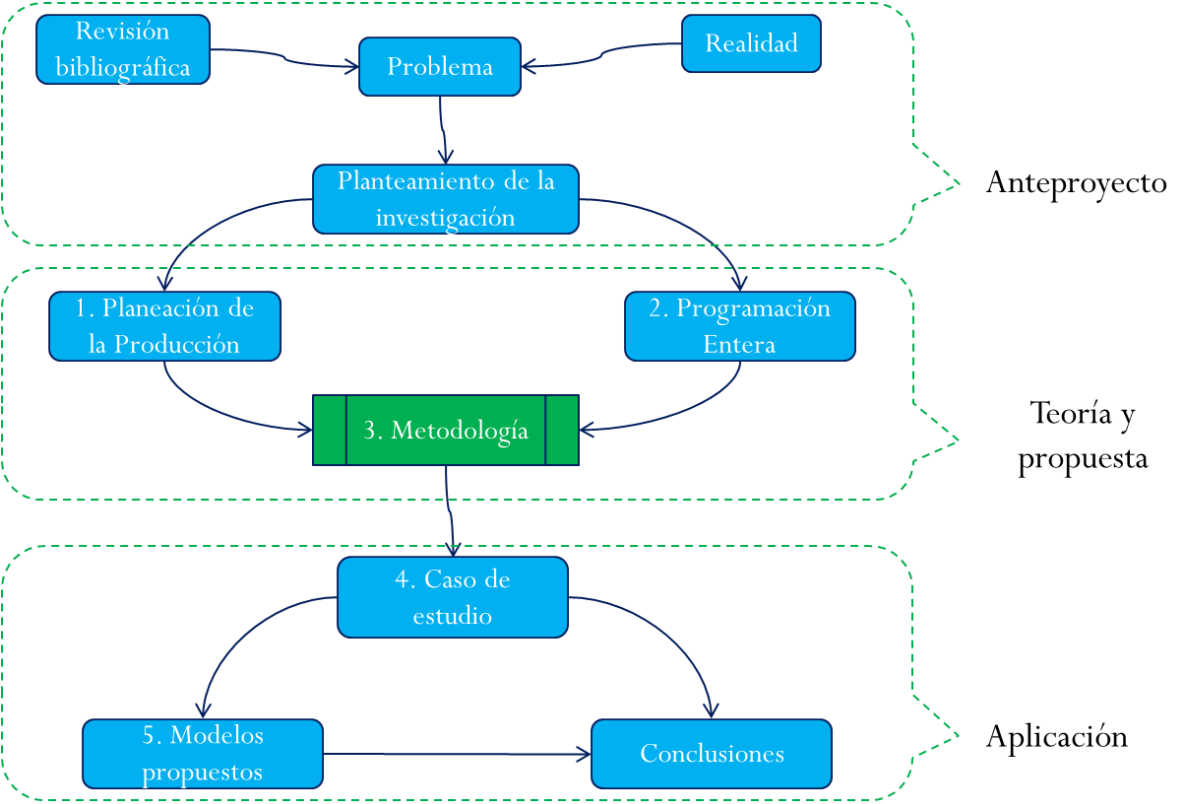 Revisión
bibliográfica
Problema
Realidad
Planteamiento de la
investigación
Anteproyecto
1. Planeación de
la Producción
2. Programación
Entera
3. Metodología
Teoría y
propuesta
4. Caso de
estudio
5. Modelos
propuestos
Conclusiones
Aplicación